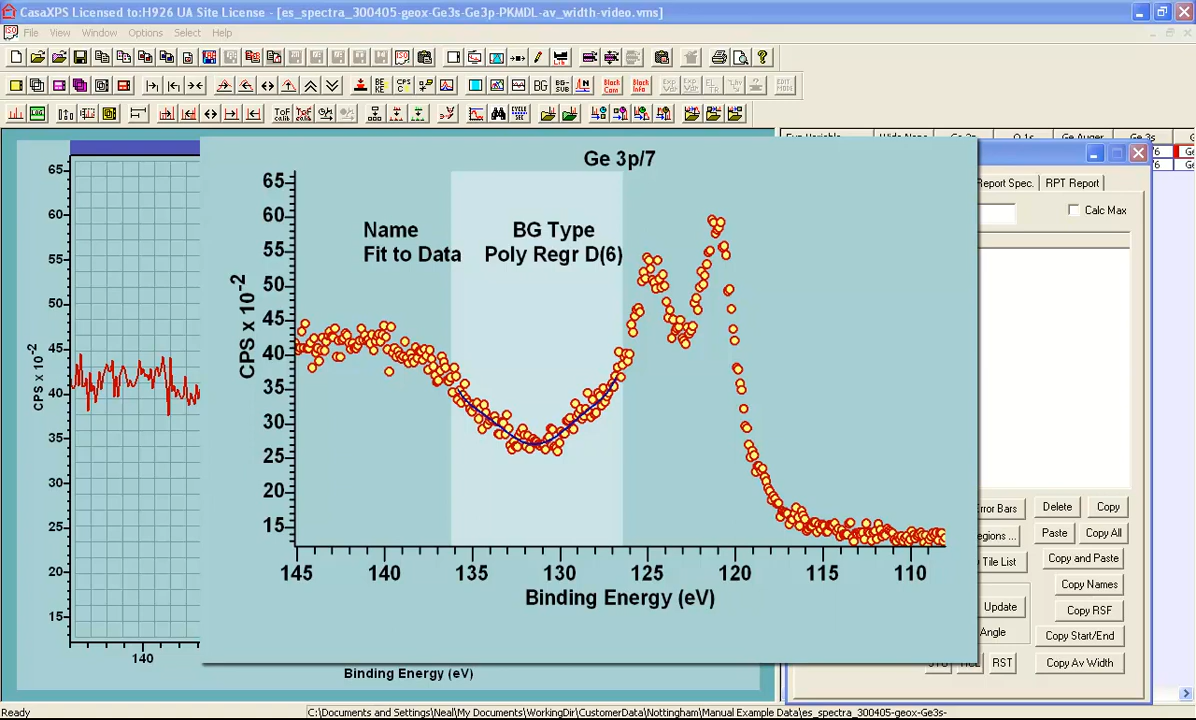 CasaXPS Licensed to:H926 UA Site License - [es_spectra_300405-geox-Ge3s-Ge3p-PKMDL-av_width-video.vms]
File View Window Options Select Help
Ge 3p/7
Name BG Type
Fit to Data Poly Regr D(6)
CPS x 10-2
65
60
55
50
45
40
35
30
25
20
15
145 140 135 130 125 120 115 110
Binding Energy (eV)
CPS x 10-2
65
60
55
50
45
40
35
30
25
20
15
140
Binding Energy (eV)
Report Spec. RPT Report
Calc Max
Delete Copy
Paste Copy All
Tile List Copy and Paste
Copy Names
Update Copy RSF
Angle Copy Start/End
RST Copy Av Width
Ready C:\Documents and Settings\Neal\My Documents\WorkingDir\CustomerData\Nottingham\Manual Example Data\es_spectra_300405-geox-Ge3s-